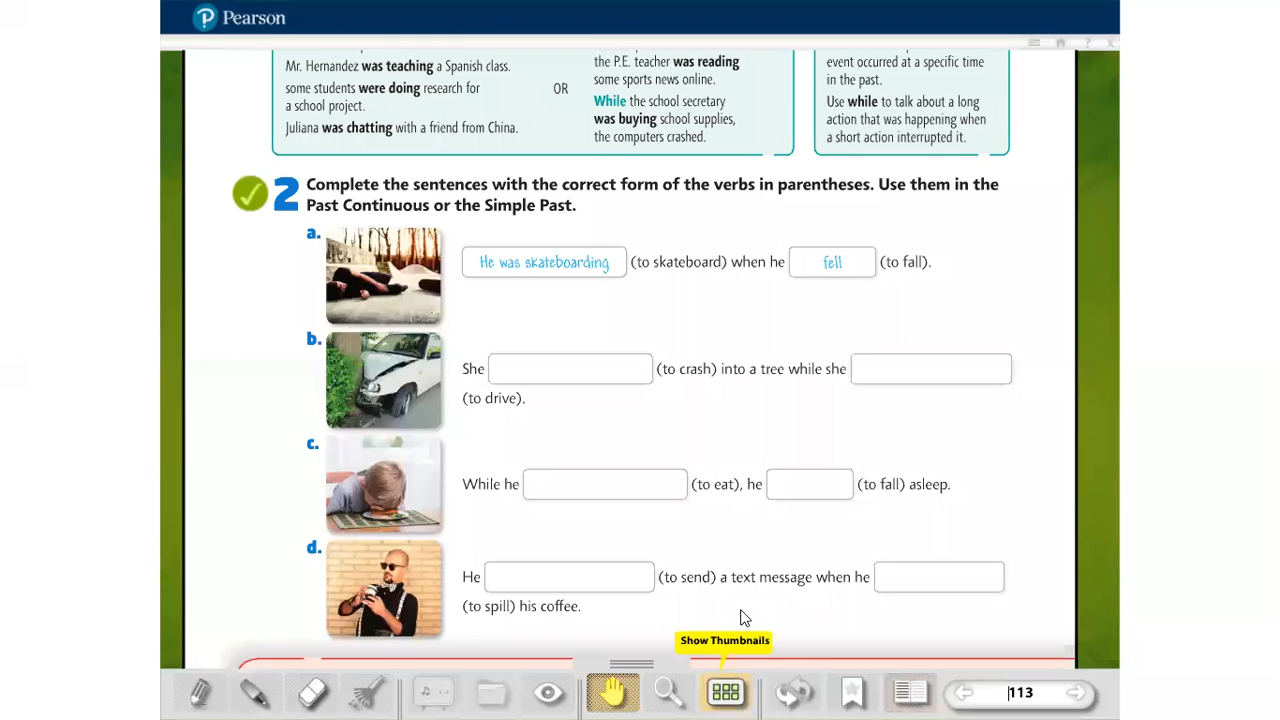 Pearson
Mr. Hernandez was teaching a Spanish class.
some students were doing research for
a school project.
Juliana was chatting with a friend from China.
OR
the P.E. teacher was reading
some sports news online.
While the school secretary
was buying school supplies,
the computers crashed.
event occurred at a specific time
in the past.
Use while to talk about a long
action that was happening when
a short action interrupted it.
2 Complete the sentences with the correct form of the verbs in parentheses. Use them in the
Past Continuous or the Simple Past.
a.
He was skateboarding (to skateboard) when he fell (to fall).
b.
She (to crash) into a tree while she
(to drive).
c.
While he (to eat), he (to fall) asleep.
d.
He (to send) a text message when he
(to spill) his coffee.
Show Thumbnails
113